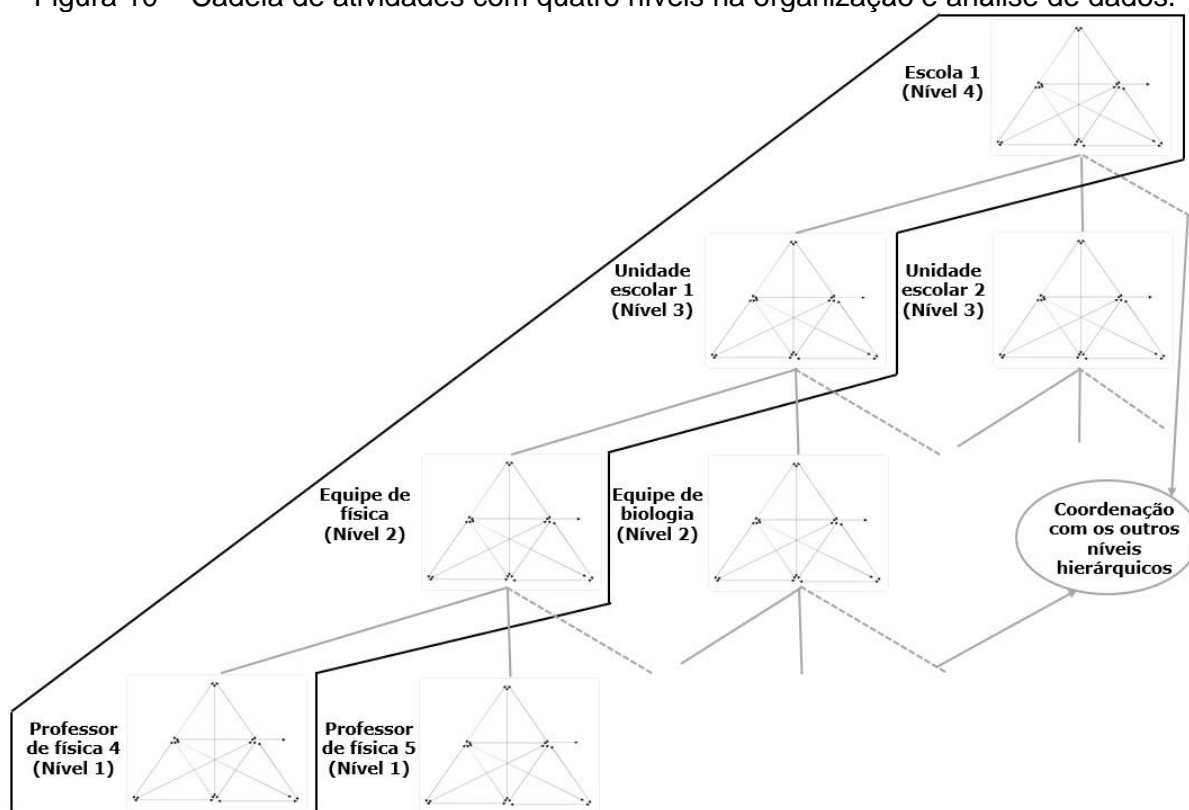 Figura 10 – Cadeia de atividades com quatro níveis na organização e análise de dados.
Escola 1
(Nível 4)
Unidade
escolar 1
(Nível 3)
Unidade
escolar 2
(Nível 3)
Equipe de
física
(Nível 2)
Equipe de
biologia
(Nível 2)
Coordenação
com os outros
níveis
hierárquicos
Professor
de física 4
(Nível 1)
Professor
de física 5
(Nível 1)